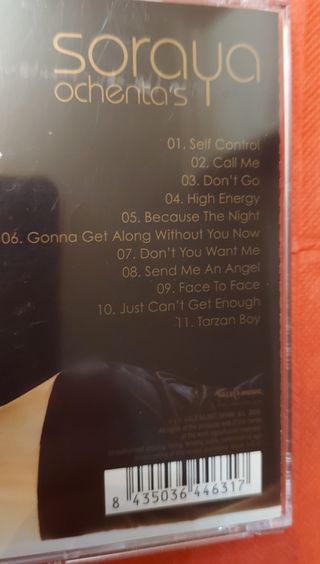 soraya
ochenta's
01. Self Control
02. Call Me
03. Don't Go
04. High Energy
05. Because The Night
06. Gonna Get Along Without You Now
07. Don't You Want Me
08. Send Me An Angel
09. Face To Face
10. Just Can't Get Enough
11. Tarzan Boy
VALE MUSIC
8 435036 446317